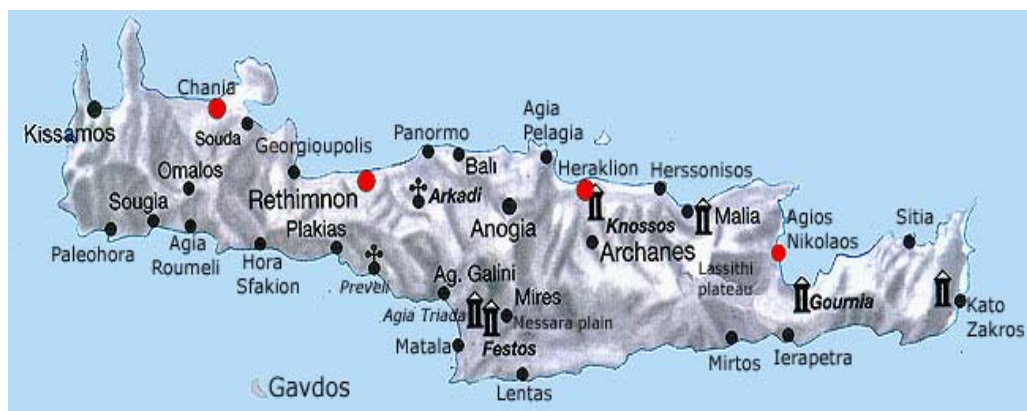 Chania
Kissamos
Souda
Georgioupolis
Omalos
Sougia
Paleohora
Agia
Roumeli
Hora
Sfakion
Rethimnon
Plakias
Preveli
Panormo
Bali
Arkadi
Anogia
Agia
Pelagia
Heraklion
Knossos
Archanes
Herssonisos
Malia
Lassithi
plateau
Agios
Nikolaos
Sitia
Gournia
Kato
Zakros
Ag. Galini
Agia Triada
Mires
Messara plain
Festos
Matala
Lentas
Mirtos
Ierapetra
Gavdos